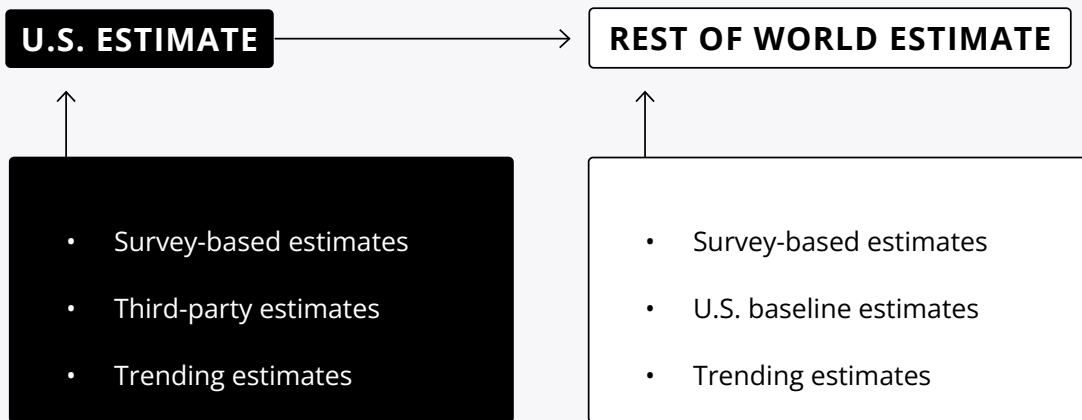 U.S. ESTIMATE
REST OF WORLD ESTIMATE
• Survey-based estimates
• Third-party estimates
• Trending estimates
• Survey-based estimates
• U.S. baseline estimates
• Trending estimates